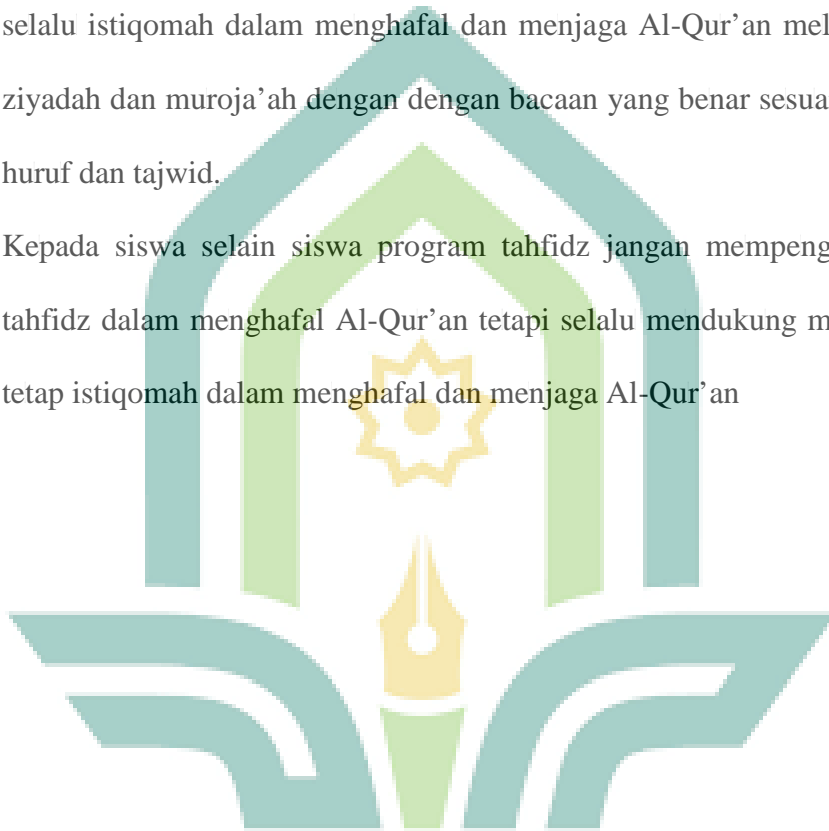 selalu istiqomah dalam menghafal dan menjaga Al-Qur’an mel
ziyadah dan muroja’ah dengan dengan bacaan yang benar sesua
huruf dan tajwid.
Kepada siswa selain siswa program tahfidz jangan mempeng
tahfidz dalam menghafal Al-Qur’an tetapi selalu mendukung m
tetap istiqomah dalam menghafal dan menjaga Al-Qur’an